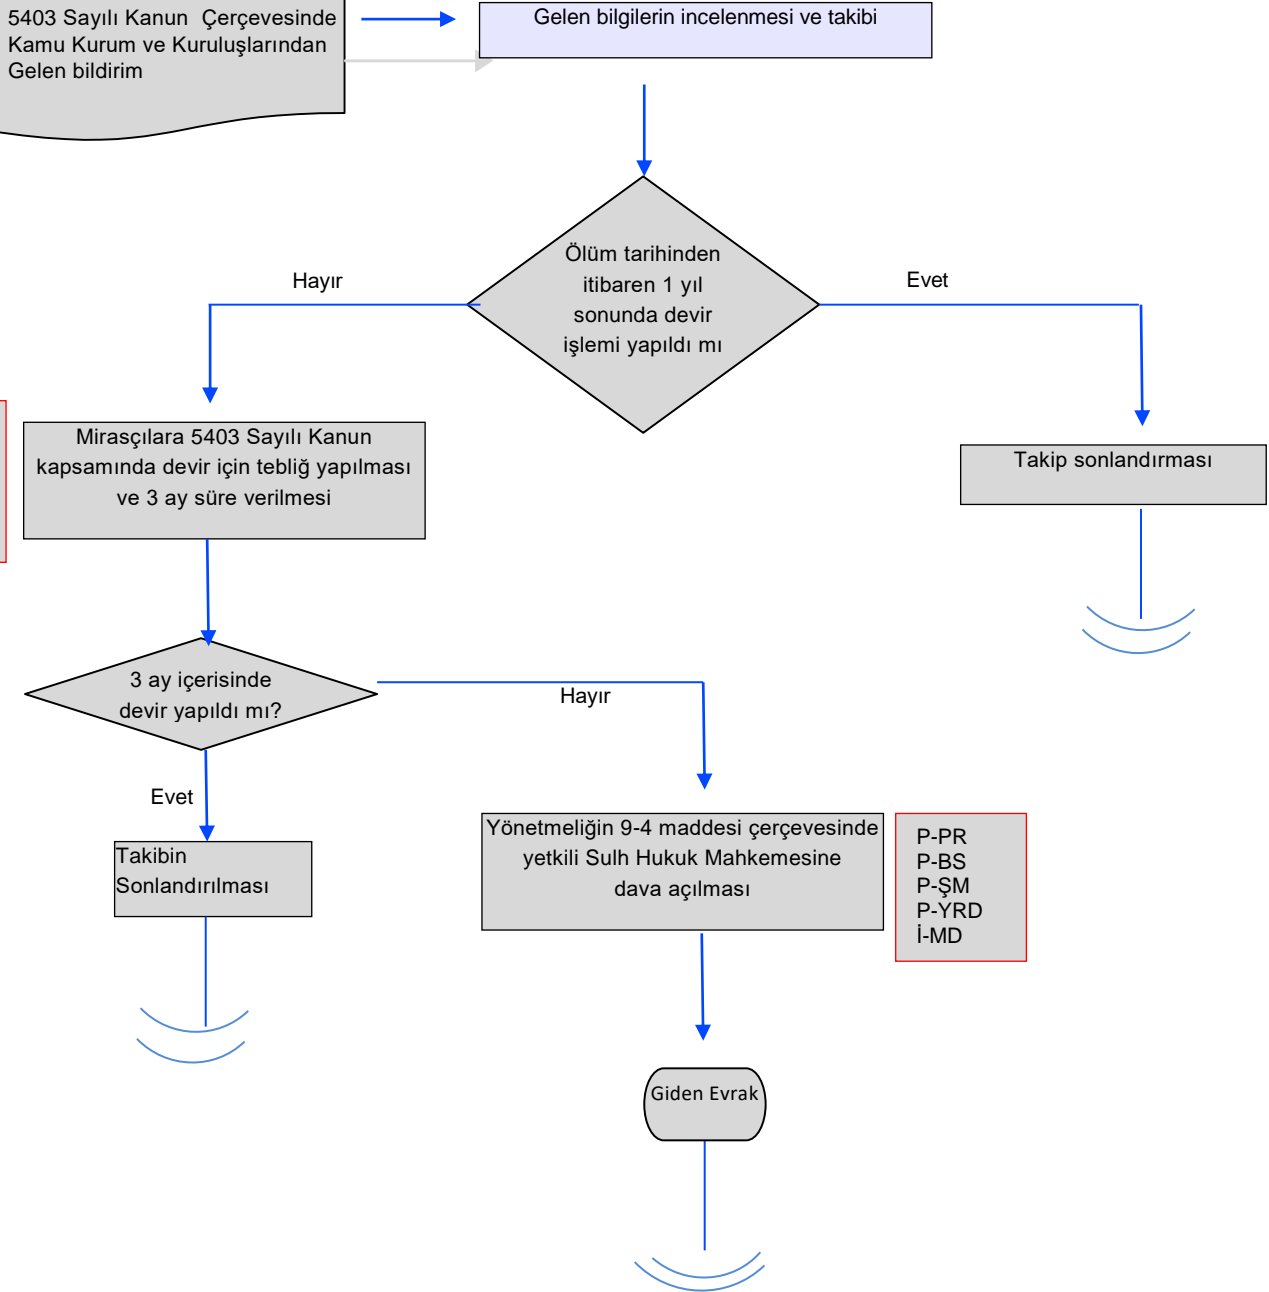 5403 Sayılı Kanun  Çerçevesinde
Kamu Kurum ve Kuruluşlarından
Gelen bildirim
Gelen bilgilerin incelenmesi ve takibi
Ölüm tarihinden
itibaren 1 yıl
sonunda devir
işlemi yapıldı mı
Hayır
Evet
Mirasçılara 5403 Sayılı Kanun
kapsamında devir için tebliğ yapılması
ve 3 ay süre verilmesi
Takip sonlandırması
3 ay içerisinde
devir yapıldı mı?
Hayır
Evet
Takibin
Sonlandırılması
Yönetmeliğin 9-4 maddesi çerçevesinde
yetkili Sulh Hukuk Mahkemesine
dava açılması
P-PR
P-BS
P-ŞM
P-YRD
İ-MD
Giden Evrak